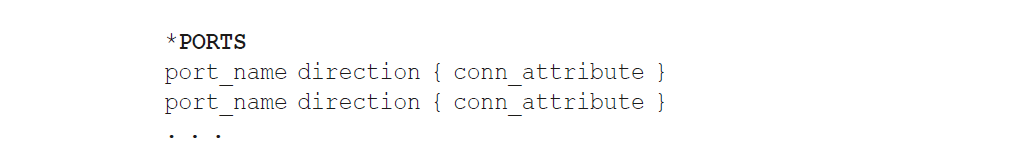 *PORTS
port_name direction { conn_attribute }
port_name direction { conn_attribute }
. . .